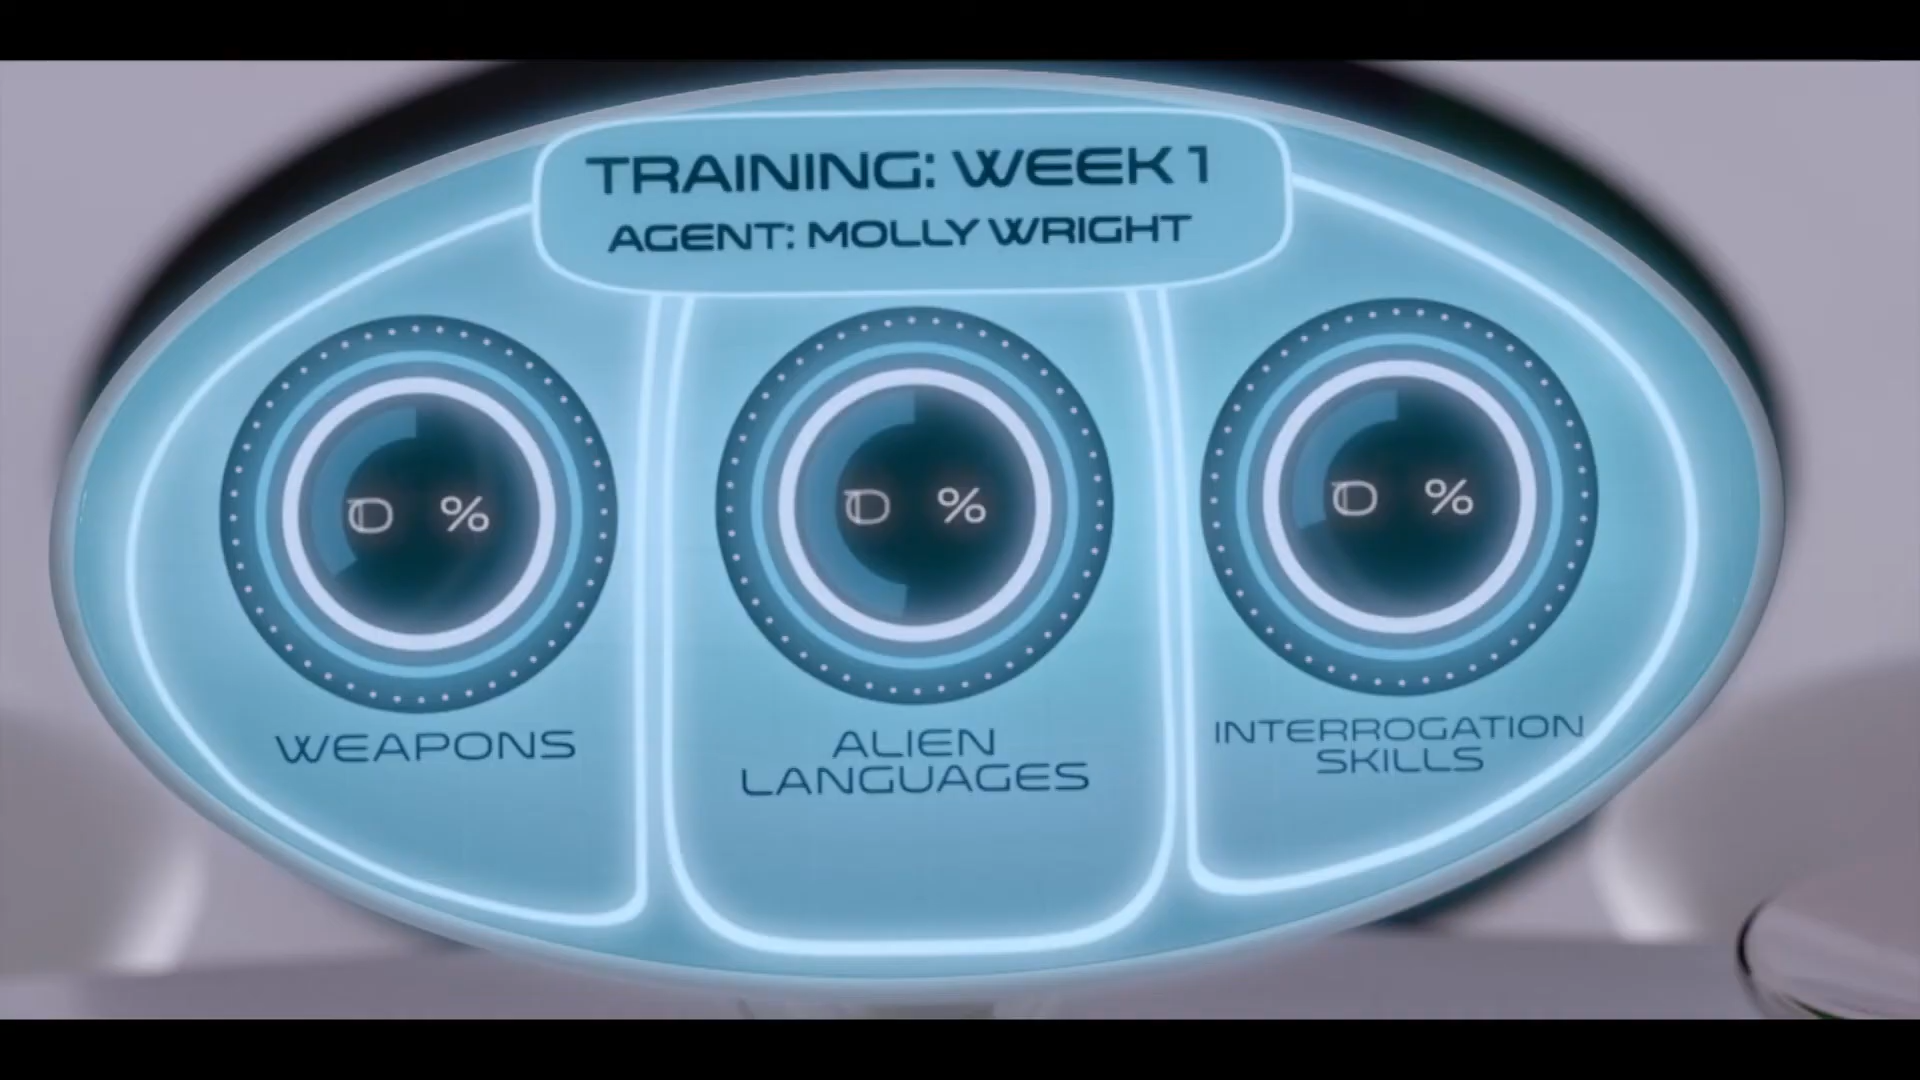 TRAINING: WEEK 1
AGENT: MOLLY WRIGHT
0 %
0 %
0 %
WEAPONS
ALIEN
LANGUAGES
INTERROGATION
SKILLS